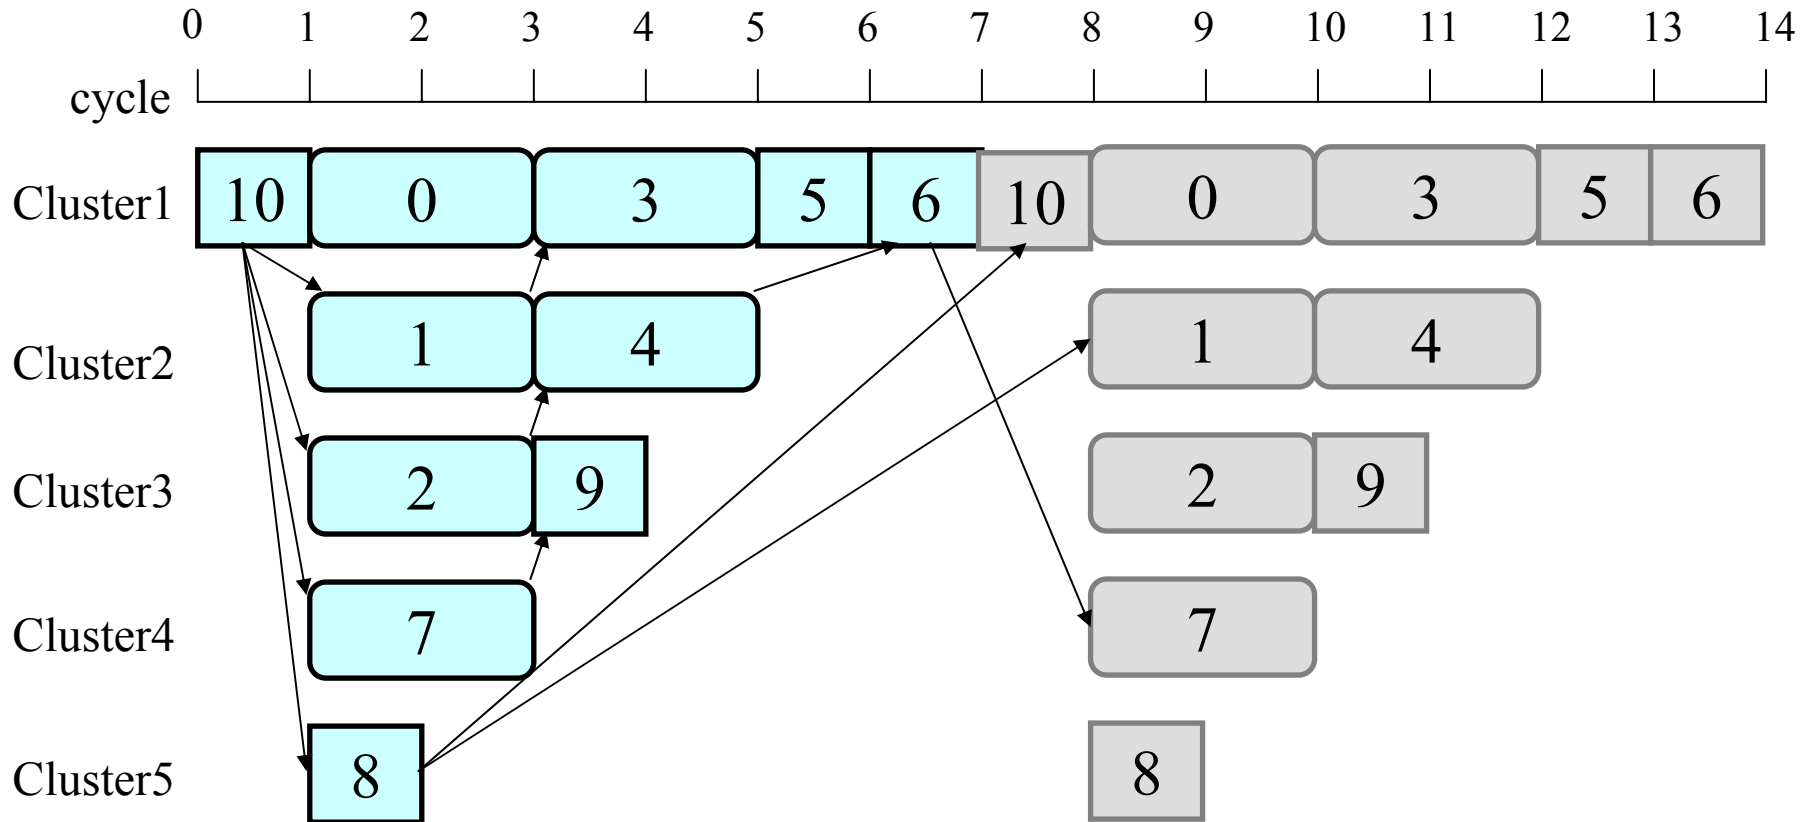 0 1 2 3 4 5 6 7 8 9 10 11 12 13 14
cycle
Cluster1 10 0 3 5 6 10 0 3 5 6
Cluster2 1 4 1 4
Cluster3 2 9 2 9
Cluster4 7 7
Cluster5 8 8